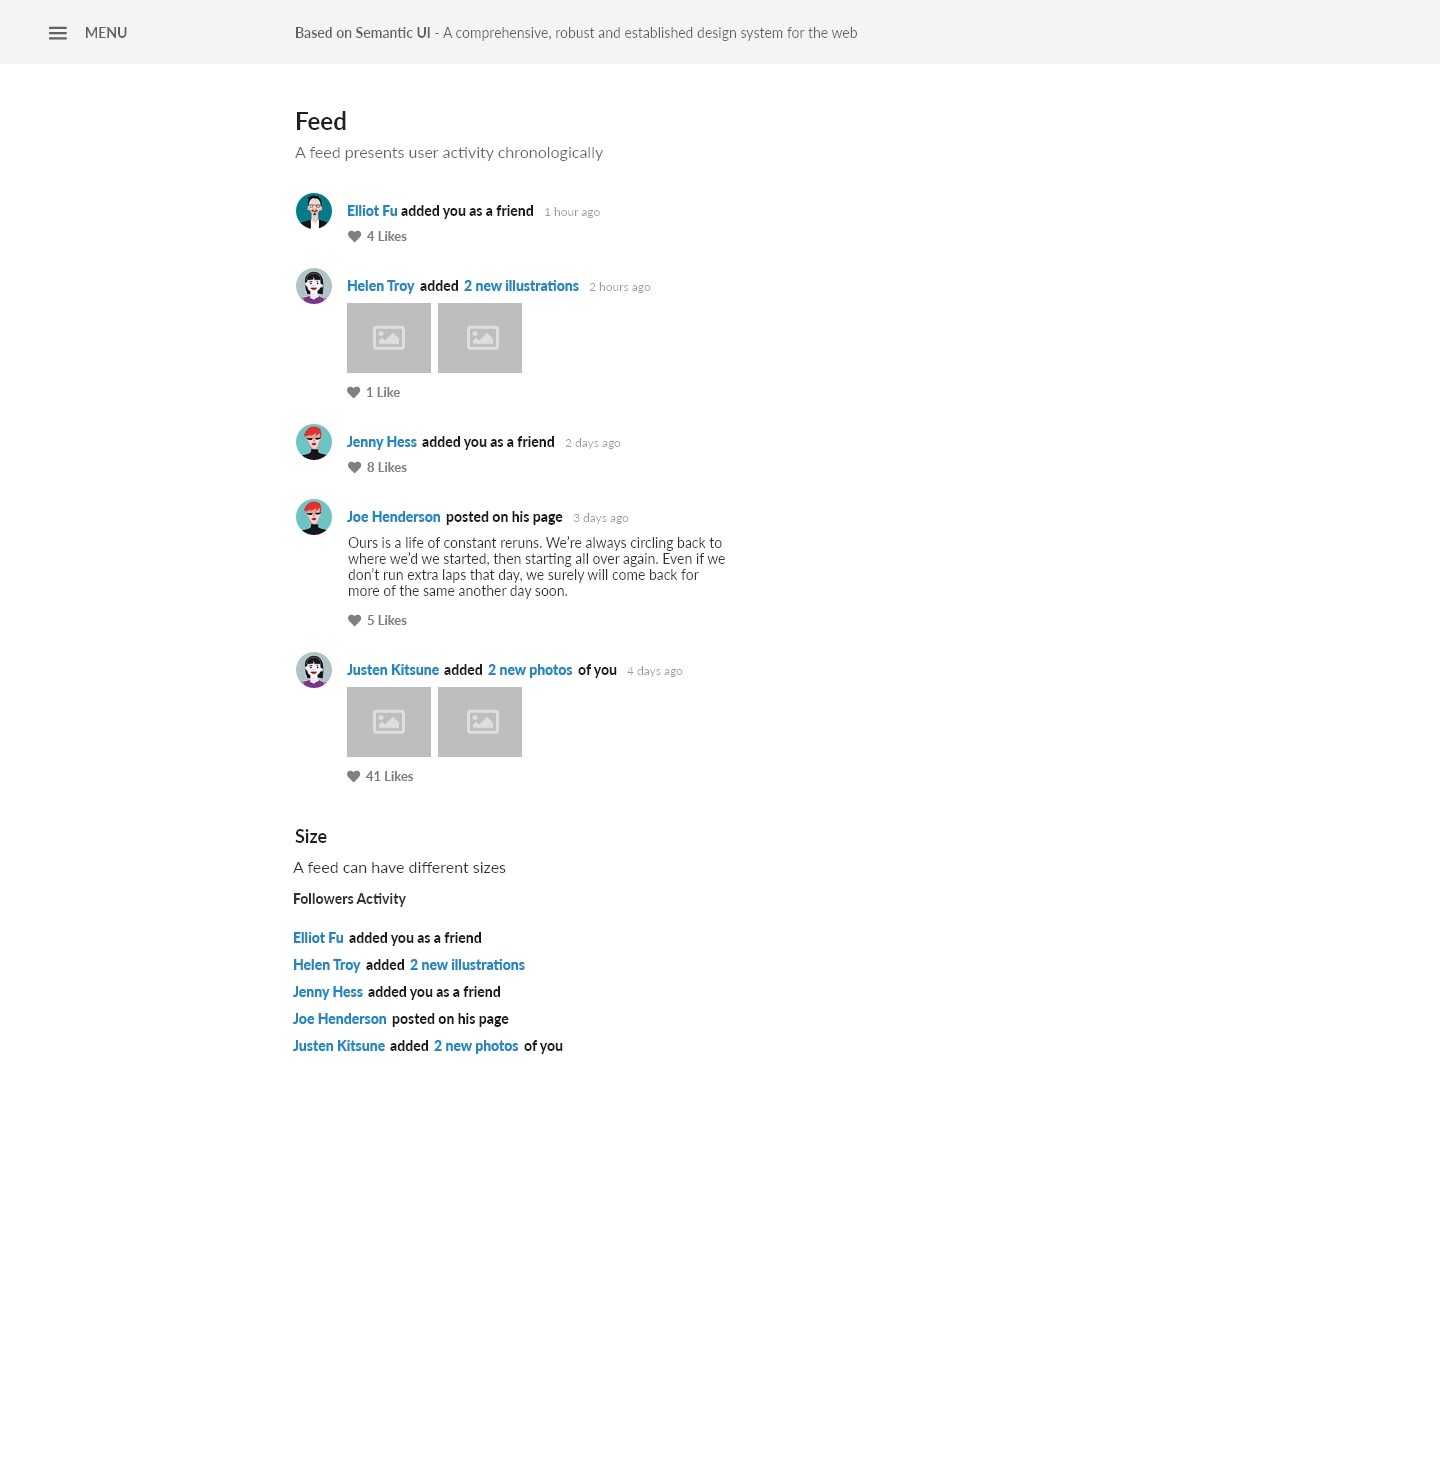 MENU
Based on Semantic UI - A comprehensive, robust and established design system for the web
Feed
A feed presents user activity chronologically
Elliot Fu added you as a friend 1 hour ago
4 Likes
Helen Troy added 2 new illustrations 2 hours ago
1 Like
Jenny Hess added you as a friend 2 days ago
8 Likes
Joe Henderson posted on his page 3 days ago
Ours is a life of constant reruns. We’re always circling back to
where we’d we started, then starting all over again. Even if we
don’t run extra laps that day, we surely will come back for
more of the same another day soon.
5 Likes
Justen Kitsune added 2 new photos of you 4 days ago
41 Likes
Size
A feed can have different sizes
Followers Activity
Elliot Fu added you as a friend
Helen Troy added 2 new illustrations
Jenny Hess added you as a friend
Joe Henderson posted on his page
Justen Kitsune added 2 new photos of you